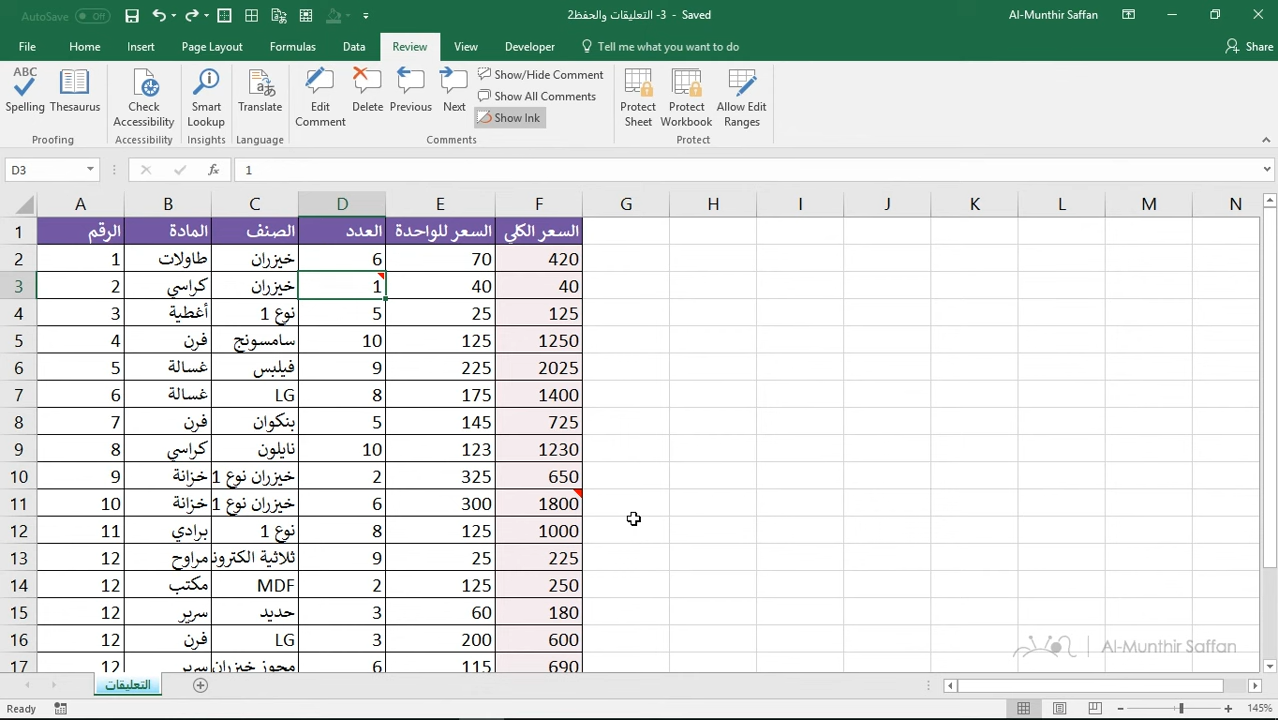 AutoSave Off
3- التعليقات والحفظ2 - Saved
Al-Munthir Saffan
File Home Insert Page Layout Formulas Data Review View Developer Tell me what you want to do Share
ABC
Spelling Thesaurus Check Accessibility Smart Lookup Translate Edit Comment Delete Previous Next
Show/Hide Comment
Show All Comments
Show Ink
Protect Sheet Protect Workbook Allow Edit Ranges
Proofing Accessibility Insights Language Comments Protect
D3 fx 1
A B C D E F G H I J K L M N
1 الرقم المادة الصنف العدد السعر للواحدة السعر الكلي
2 1 طاولات خيزران 6 70 420
3 2 كراسي خيزران 1 40 40
4 3 أغطية نوع 1 5 25 125
5 4 فرن سامسونج 10 125 1250
6 5 غسالة فيلبس 9 225 2025
7 6 غسالة LG 8 175 1400
8 7 فرن بنكوان 5 145 725
9 8 كراسي نايلون 10 123 1230
10 9 خزانة خيزران نوع 1 2 325 650
11 10 خزانة خيزران نوع 1 6 300 1800
12 11 برادي نوع 1 8 125 1000
13 12 مراوح ثلاثية الكترون 9 25 225
14 12 مكتب MDF 2 125 250
15 12 سرير حديد 3 60 180
16 12 فرن LG 3 200 600
17 12 سرير مجوز خيزران 6 115 690
Al-Munthir Saffan
التعليقات
Ready 145%